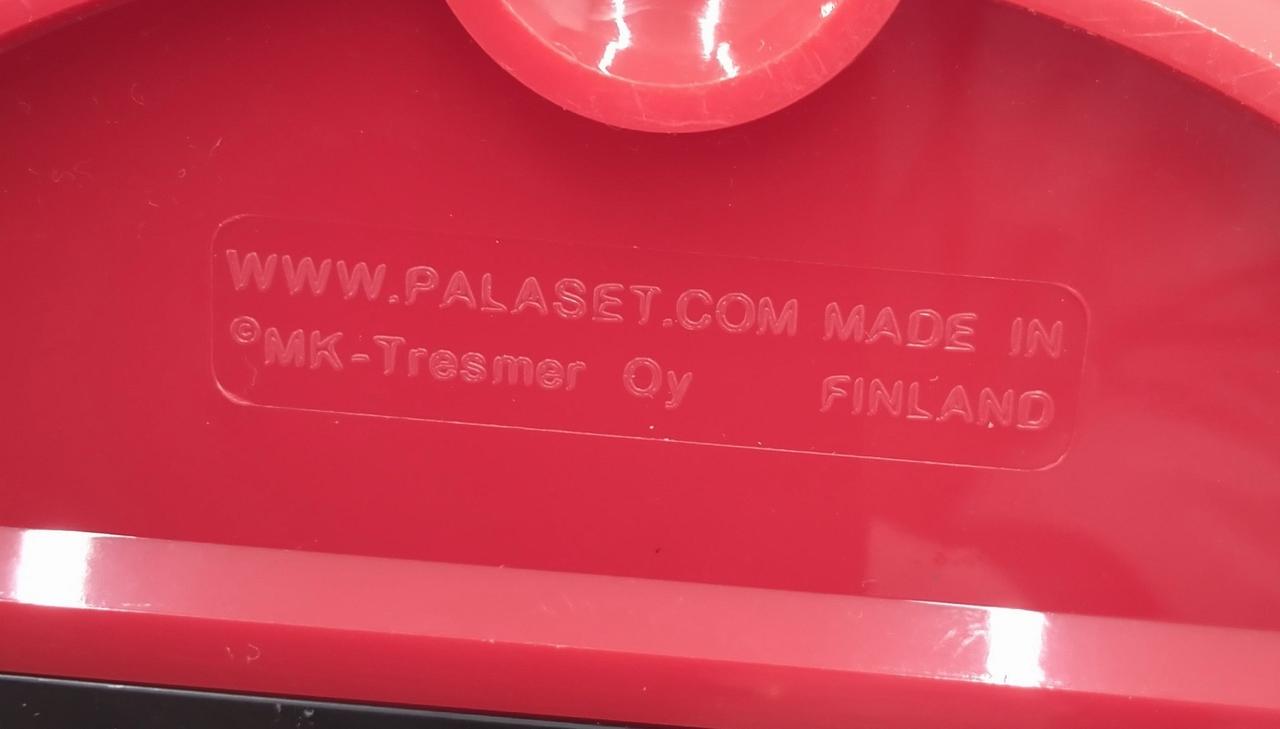 WWW.PALASET.COM MADE IN
©MK-Tresmer Oy FINLAND